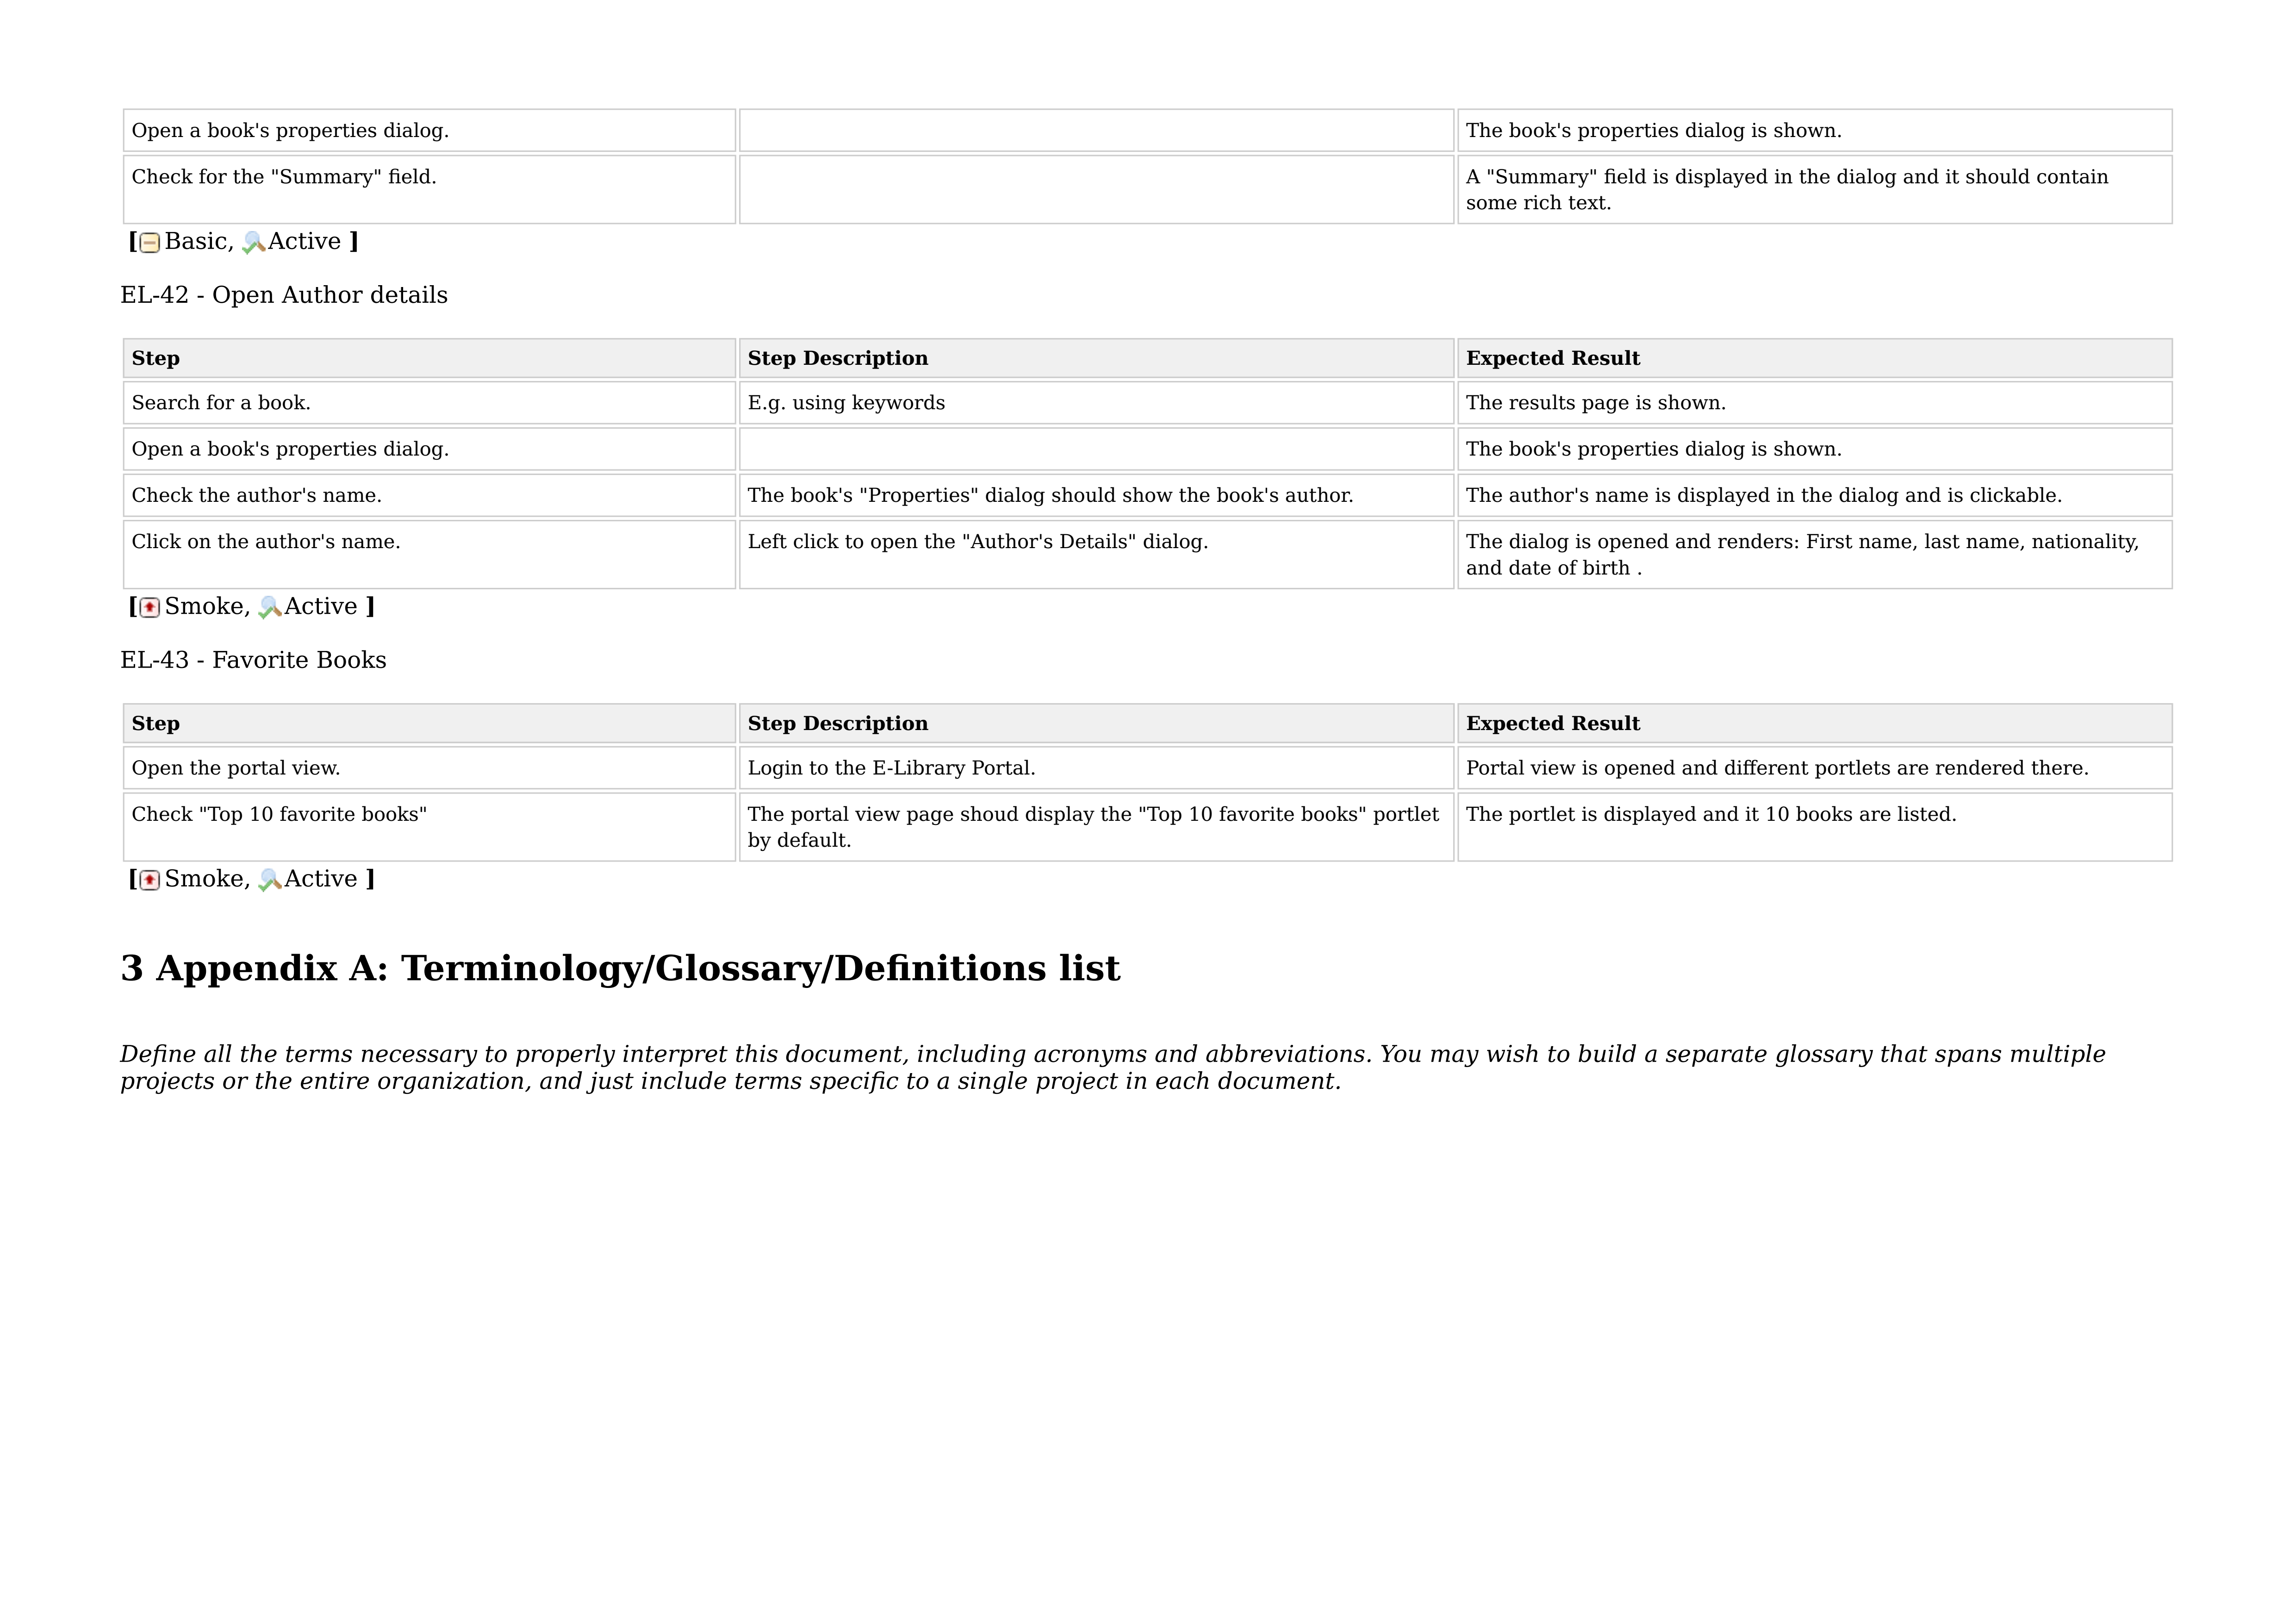 Open a book's properties dialog.
The book's properties dialog is shown.
Check for the "Summary" field.
A "Summary" field is displayed in the dialog and it should contain
some rich text.
[Basic, Active ]
EL-42 - Open Author details
Step
Step Description
Expected Result
Search for a book.
E.g. using keywords
The results page is shown.
Open a book's properties dialog.
The book's properties dialog is shown.
Check the author's name.
The book's "Properties" dialog should show the book's author.
The author's name is displayed in the dialog and is clickable.
Click on the author's name.
Left click to open the "Author's Details" dialog.
The dialog is opened and renders: First name, last name, nationality,
and date of birth .
[Smoke, Active ]
EL-43 - Favorite Books
Step
Step Description
Expected Result
Open the portal view.
Login to the E-Library Portal.
Portal view is opened and different portlets are rendered there.
Check "Top 10 favorite books"
The portal view page shoud display the "Top 10 favorite books" portlet
by default.
The portlet is displayed and it 10 books are listed.
[Smoke, Active ]
3 Appendix A: Terminology/Glossary/Definitions list
Define all the terms necessary to properly interpret this document, including acronyms and abbreviations. You may wish to build a separate glossary that spans multiple
projects or the entire organization, and just include terms specific to a single project in each document.